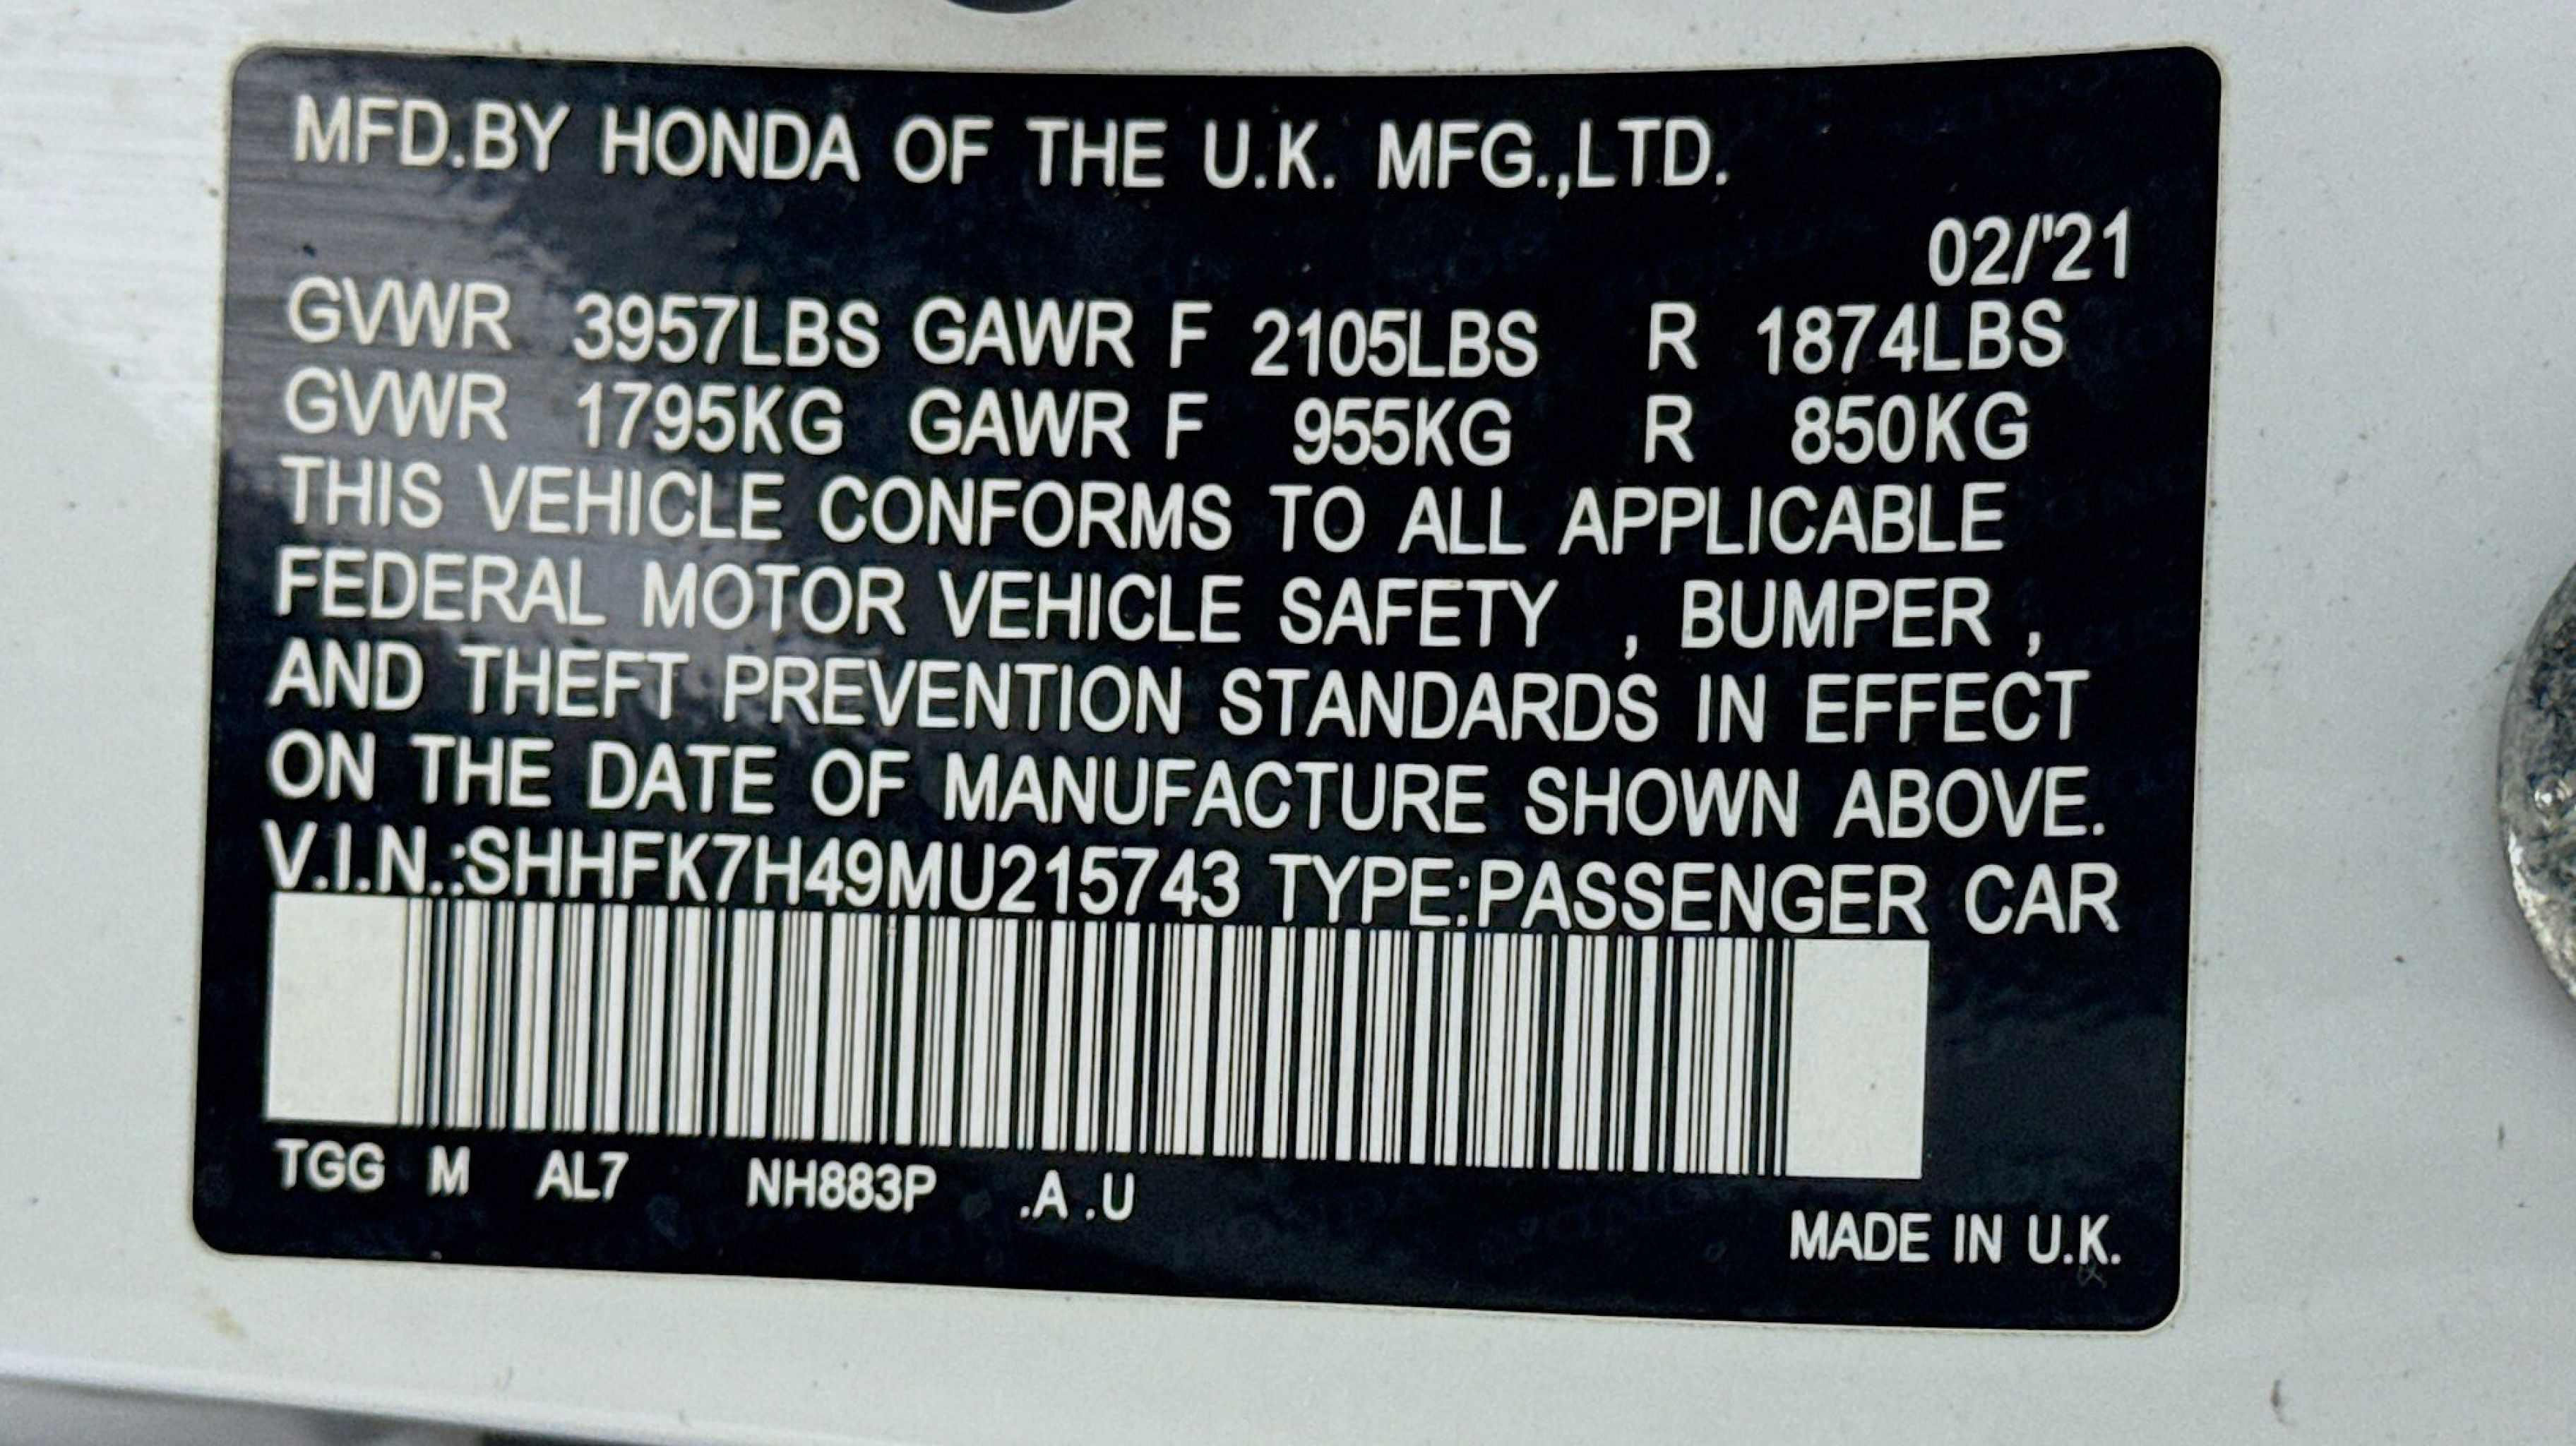 MFD.BY HONDA OF THE U.K. MFG.,LTD.
02/'21
GVWR 3957LBS GAWR F 2105LBS R 1874LBS
GVWR 1795KG GAWR F 955KG R 850KG
THIS VEHICLE CONFORMS TO ALL APPLICABLE
FEDERAL MOTOR VEHICLE SAFETY , BUMPER ,
AND THEFT PREVENTION STANDARDS IN EFFECT
ON THE DATE OF MANUFACTURE SHOWN ABOVE.
V.I.N.:SHHFK7H49MU215743 TYPE:PASSENGER CAR
TGG M AL7 NH883P .A .U
MADE IN U.K.